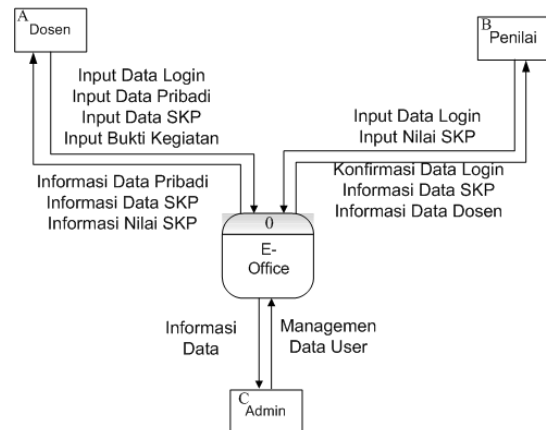 A
Dosen
B
Penilai
Input Data Login
Input Data Pribadi
Input Data SKP
Input Bukti Kegiatan
Input Data Login
Input Nilai SKP
Informasi Data Pribadi
Informasi Data SKP
Informasi Nilai SKP
Konfirmasi Data Login
Informasi Data SKP
Informasi Data Dosen
0
E-
Office
Informasi
Data
Managemen
Data User
C
Admin